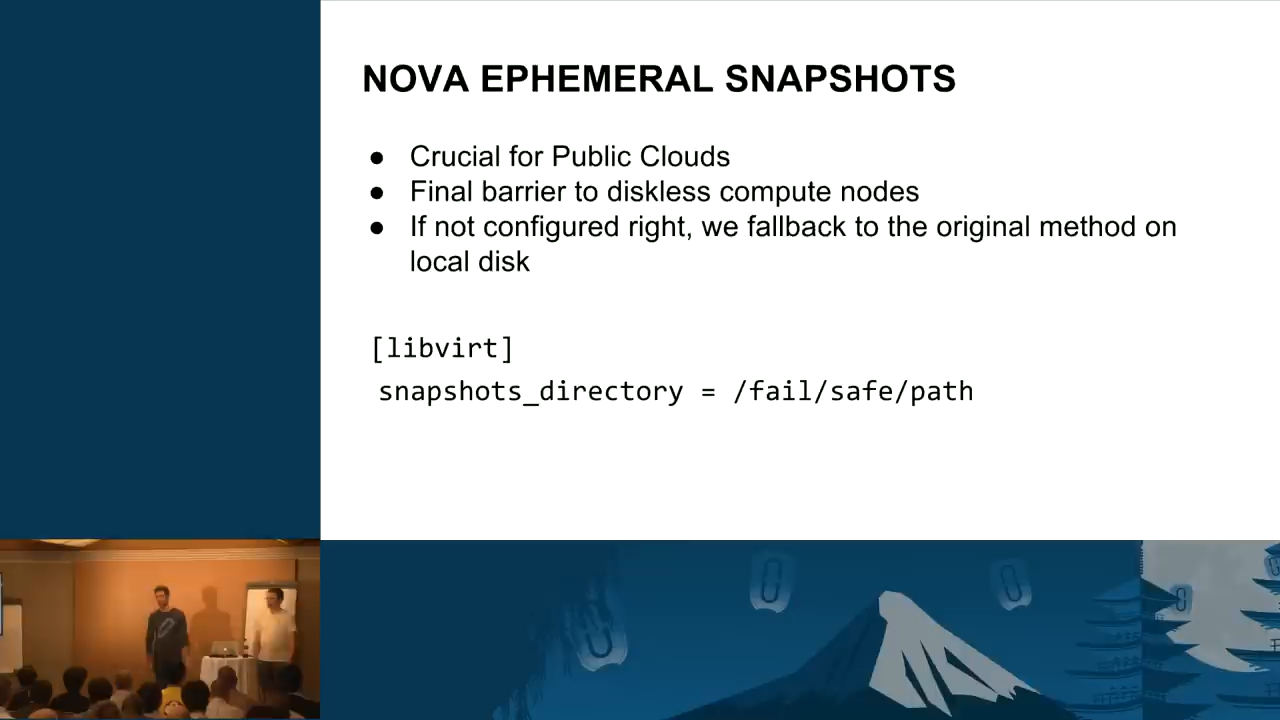 NOVA EPHEMERAL SNAPSHOTS
● Crucial for Public Clouds
● Final barrier to diskless compute nodes
● If not configured right, we fallback to the original method on
local disk
[libvirt]
snapshots_directory = /fail/safe/path